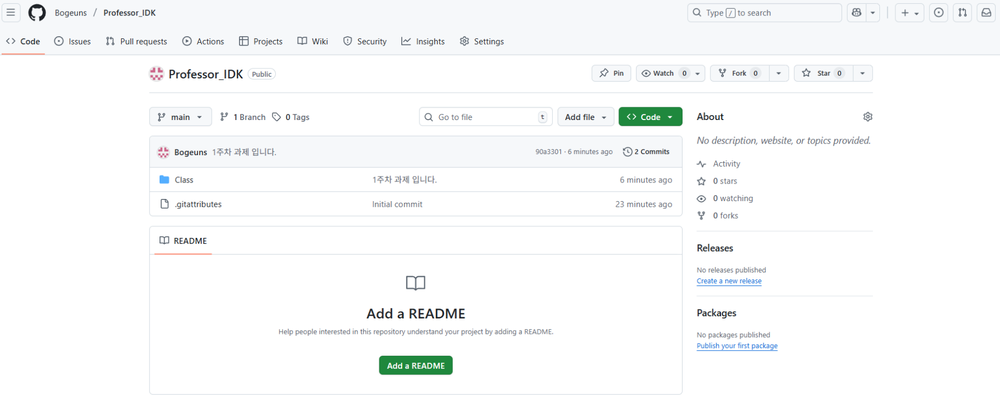 Bogeuns / Professor_IDK
Type / to search
Code Issues Pull requests Actions Projects Wiki Security Insights Settings
Professor_IDK Public
Pin Watch 0 Fork 0 Star 0
main 1 Branch 0 Tags
Go to file t Add file Code
Bogeuns 1주차 과제 입니다. 90a3301 · 6 minutes ago 2 Commits
Class 1주차 과제 입니다. 6 minutes ago
.gitattributes Initial commit 23 minutes ago
README
Add a README
Help people interested in this repository understand your project by adding a README.
Add a README
About
No description, website, or topics provided.
Activity
0 stars
0 watching
0 forks
Releases
No releases published
Create a new release
Packages
No packages published
Publish your first package